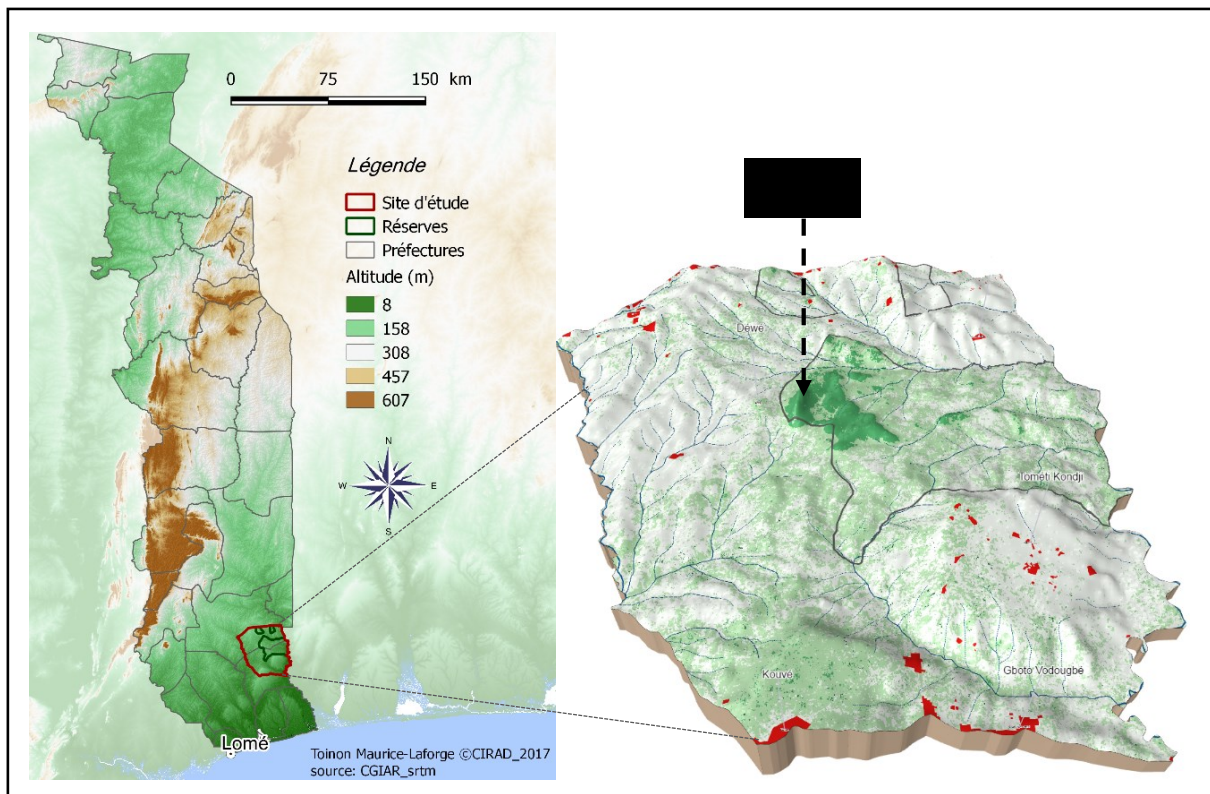 0 75 150 km
Légende
Site d'étude
Réserves
Préfectures
Altitude (m)
8
158
308
457
607
N
W E
S
Lomé
Toinon Maurice-Laforge ©CIRAD_2017
source: CGIAR_srtm
Déwé
Tométi Kondji
Gboto Vodougbé
Kouvé